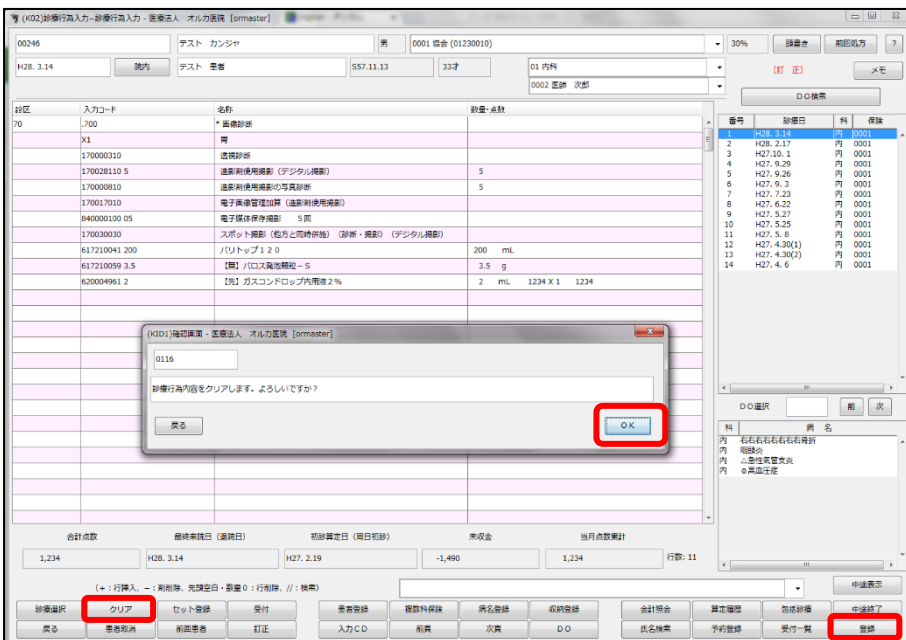 (K02)診療行為入力-診療行為入力 - 医療法人 オルカ医院 [ormaster]
00246 テスト カンジャ 男 0001 協会 (01230010) 30% 頭書き 前回処方 ?
H28. 3.14 院内 テスト 患者 S57.11.13 33才 01 内科 [訂 正] メモ
0002 医師 次郎
DO検索
診区 入力コード 名称 数量・点数
70 .700 * 画像診断
X1 胃
170000310 透視診断
170028110 5 造影剤使用撮影(デジタル撮影) 5
170000810 造影剤使用撮影の写真診断 5
170017010 電子画像管理加算(造影剤使用撮影)
840000100 05 電子媒体保存撮影 5回
170030030 スポット撮影(他方と同時併施)(診断・撮影)(デジタル撮影)
617210041 200 バリトップ120 200 mL
617210059 3.5 【無】バロス発泡顆粒-S 3.5 g
620004961 2 【先】ガスコンドロップ内用液2% 2 mL 1234 X 1 1234
番号 診療日 科 保険
1 H28. 3.14 内 0001
2 H28. 2.17 内 0001
3 H27.10. 1 内 0001
4 H27. 9.29 内 0001
5 H27. 9.26 内 0001
6 H27. 9. 3 内 0001
7 H27. 7.23 内 0001
8 H27. 6.22 内 0001
9 H27. 5.27 内 0001
10 H27. 5.25 内 0001
11 H27. 5. 8 内 0001
12 H27. 4.30(1) 内 0001
13 H27. 4.30(2) 内 0001
14 H27. 4. 6 内 0001
(KID1)確認画面 - 医療法人 オルカ医院 [ormaster]
0116
診療行為内容をクリアします。よろしいですか?
戻る OK
DO選択 前 次
科 病 名
内 右右右右右右右骨折
内 咽頭炎
内 △急性気管支炎
内 ◎高血圧症
合計点数 最終来院日(退院日) 初診算定日(同日初診) 未収金 当月点数累計
1,234 H28. 3.14 H27. 2.19 -1,490 1,234 行数: 11
(+:行挿入、-:剤削除、先頭空白・数量0:行削除、//:検索) 中途表示
診療選択 クリア セット登録 受付 患者登録 複数科保険 病名登録 収納登録 会計照会 算定履歴 包括診療 中途終了
戻る 患者取消 前回患者 訂正 入力CD 前頁 次頁 DO 氏名検索 予約登録 受付一覧 登録